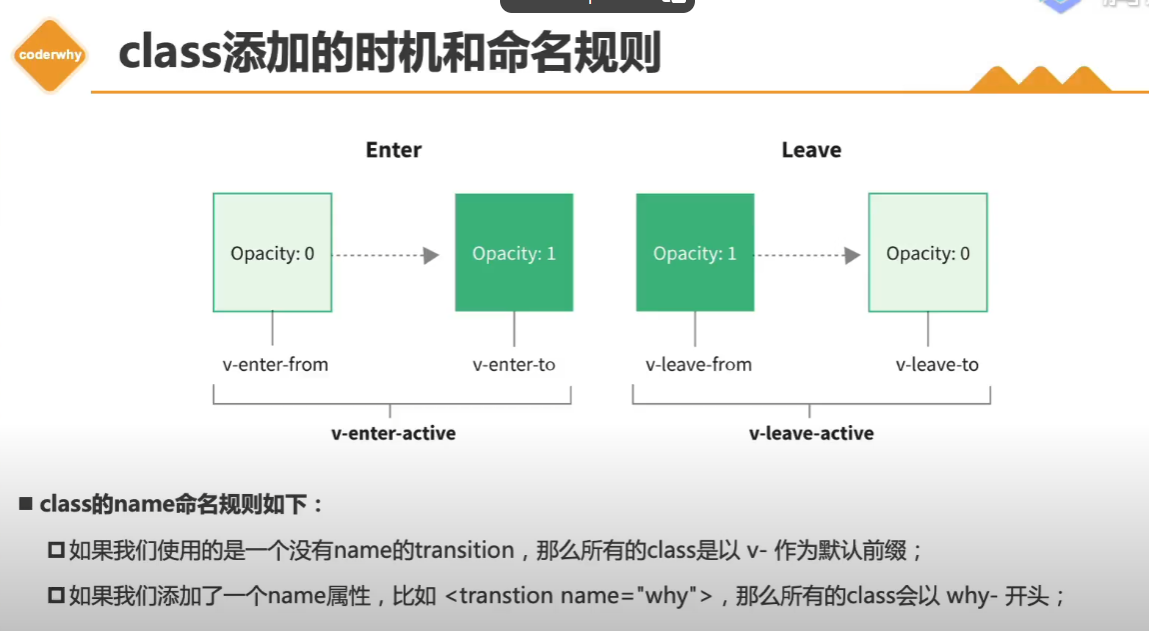 coderwhy
class添加的时机和命名规则
Enter
Leave
Opacity: 0
Opacity: 1
Opacity: 1
Opacity: 0
v-enter-from
v-enter-to
v-leave-from
v-leave-to
v-enter-active
v-leave-active
class的name命名规则如下：
如果我们使用的是一个没有name的transition，那么所有的class是以 v- 作为默认前缀；
如果我们添加了一个name属性，比如 <transtion name="why">，那么所有的class会以 why- 开头；